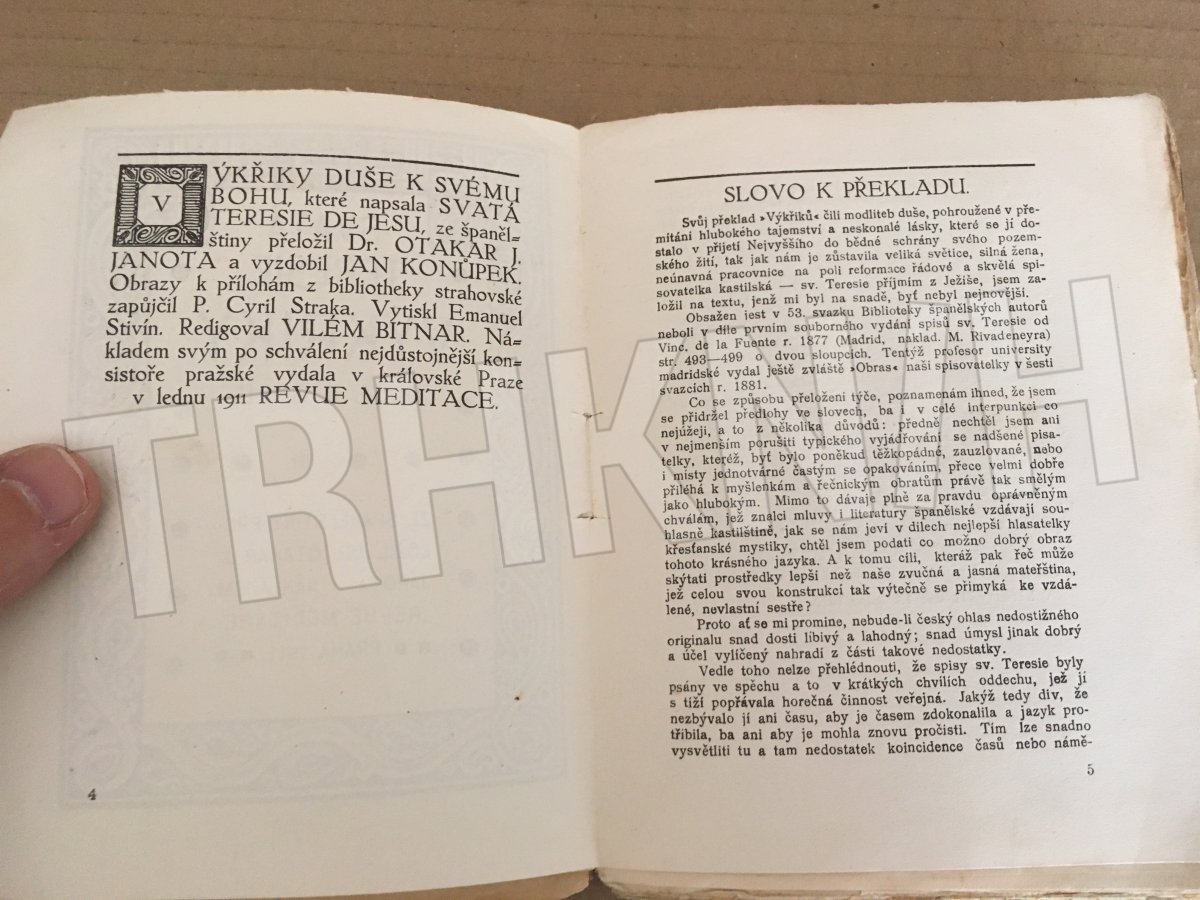 VÝKŘIKY DUŠE K SVÉMU
BOHU, které napsala SVATÁ
TERESIE DE JESU, ze španěl-
štiny přeložil Dr. OTAKAR J.
JANOTA a vyzdobil JAN KONŮPEK.
Obrazy k přílohám z bibliotheky strahovské
zapůjčil P. Cyril Straka. Vytiskl Emanuel
Stivín. Redigoval VILÉM BITNAR. Ná-
kladem svým po schválení nejdůstojnější kon-
sistoře pražské vydala v královské Praze
v lednu 1911 REVUE MEDITACE.
4
SLOVO K PŘEKLADU.
Svůj překlad »Výkřiků« čili modliteb duše, pohroužené v pře-
mítání hlubokého tajemství a neskonalé lásky, které se jí do-
stalo v přijetí Nejvyššího do bědné schrány svého pozem-
ského žití, tak jak nám je zůstavila veliká světice, silná žena,
neúnavná pracovnice na poli reformace řádové a skvělá spi-
sovatelka kastilská — sv. Teresie příjmím z Ježiše, jsem za-
ložil na textu, jenž mi byl na snadě, byť nebyl nejnovější.
Obsažen jest v 53. svazku Biblioteky španělských autorů
neboli v díle prvním souborného vydání spisů sv. Teresie od
Vinc. de la Fuente r. 1877 (Madrid, naklad. M. Rivadeneyra)
str. 493—499 o dvou sloupcích. Tentýž profesor university
madridské vydal ještě zvláště »Obras« naší spisovatelky v šesti
svazcích r. 1881.
Co se způsobu přeložení týče, poznamenám ihned, že jsem
se přidržel předlohy ve slovech, ba i v celé interpunkci co
nejúžeji, a to z několika důvodů: předně nechtěl jsem ani
v nejmenším porušiti typického vyjádřování se nadšené pisa-
telky, kteréž, byť bylo poněkud těžkopádné, zauzlované, nebo
i místy jednotvárné častým se opakováním, přece velmi dobře
přiléhá k myšlenkám a řečnickým obratům právě tak smělým
jako hlubokým. Mimo to dávaje plně za pravdu oprávněným
chválám, jež znalci mluvy i literatury španělské vzdávají sou-
hlasně kastilštině, jak se nám jeví v dílech nejlepší hlasatelky
křesťanské mystiky, chtěl jsem podati co možno dobrý obraz
tohoto krásného jazyka. A k tomu cíli, kteráž pak řeč může
skýtati prostředky lepší než naše zvučná a jasná mateřština,
jež celou svou konstrukcí tak výtečně se přimyká ke vzdá-
lené, nevlastní sestře?
Proto ať se mi promine, nebude-li český ohlas nedostižného
originalu snad dosti libivý a lahodný; snad úmysl jinak dobrý
a účel vylíčený nahradí z části takové nedostatky.
Vedle toho nelze přehlédnouti, že spisy sv. Teresie byly
psány ve spěchu a to v krátkých chvílích oddechu, jež jí
s tíží popřávala horečná činnost veřejná. Jakýž tedy div, že
nezbývalo jí ani času, aby je časem zdokonalila a jazyk pro-
tříbila, ba ani aby je mohla znovu pročísti. Tím lze snadno
vysvětliti tu a tam nedostatek koincidence časů nebo námě-
5
TRHKNIH